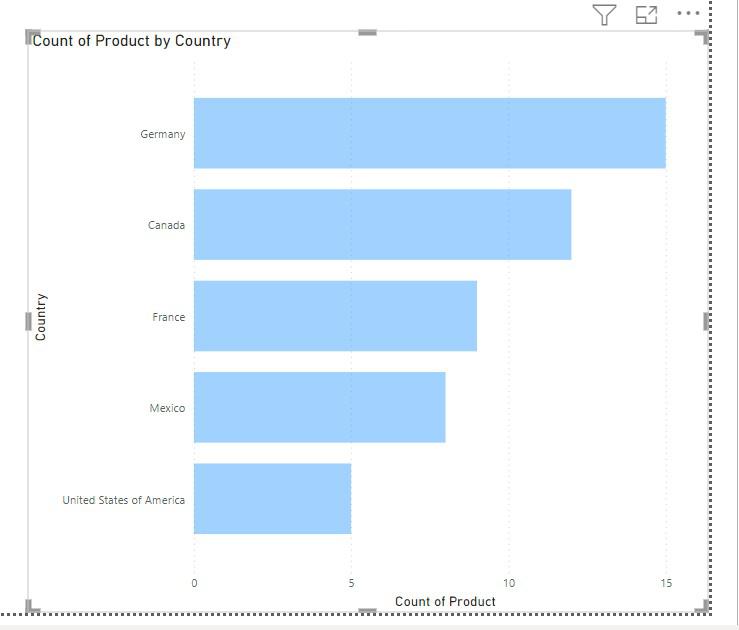 Count of Product by Country
Germany
Canada
France
Mexico
United States of America
Country
0 5 10 15
Count of Product